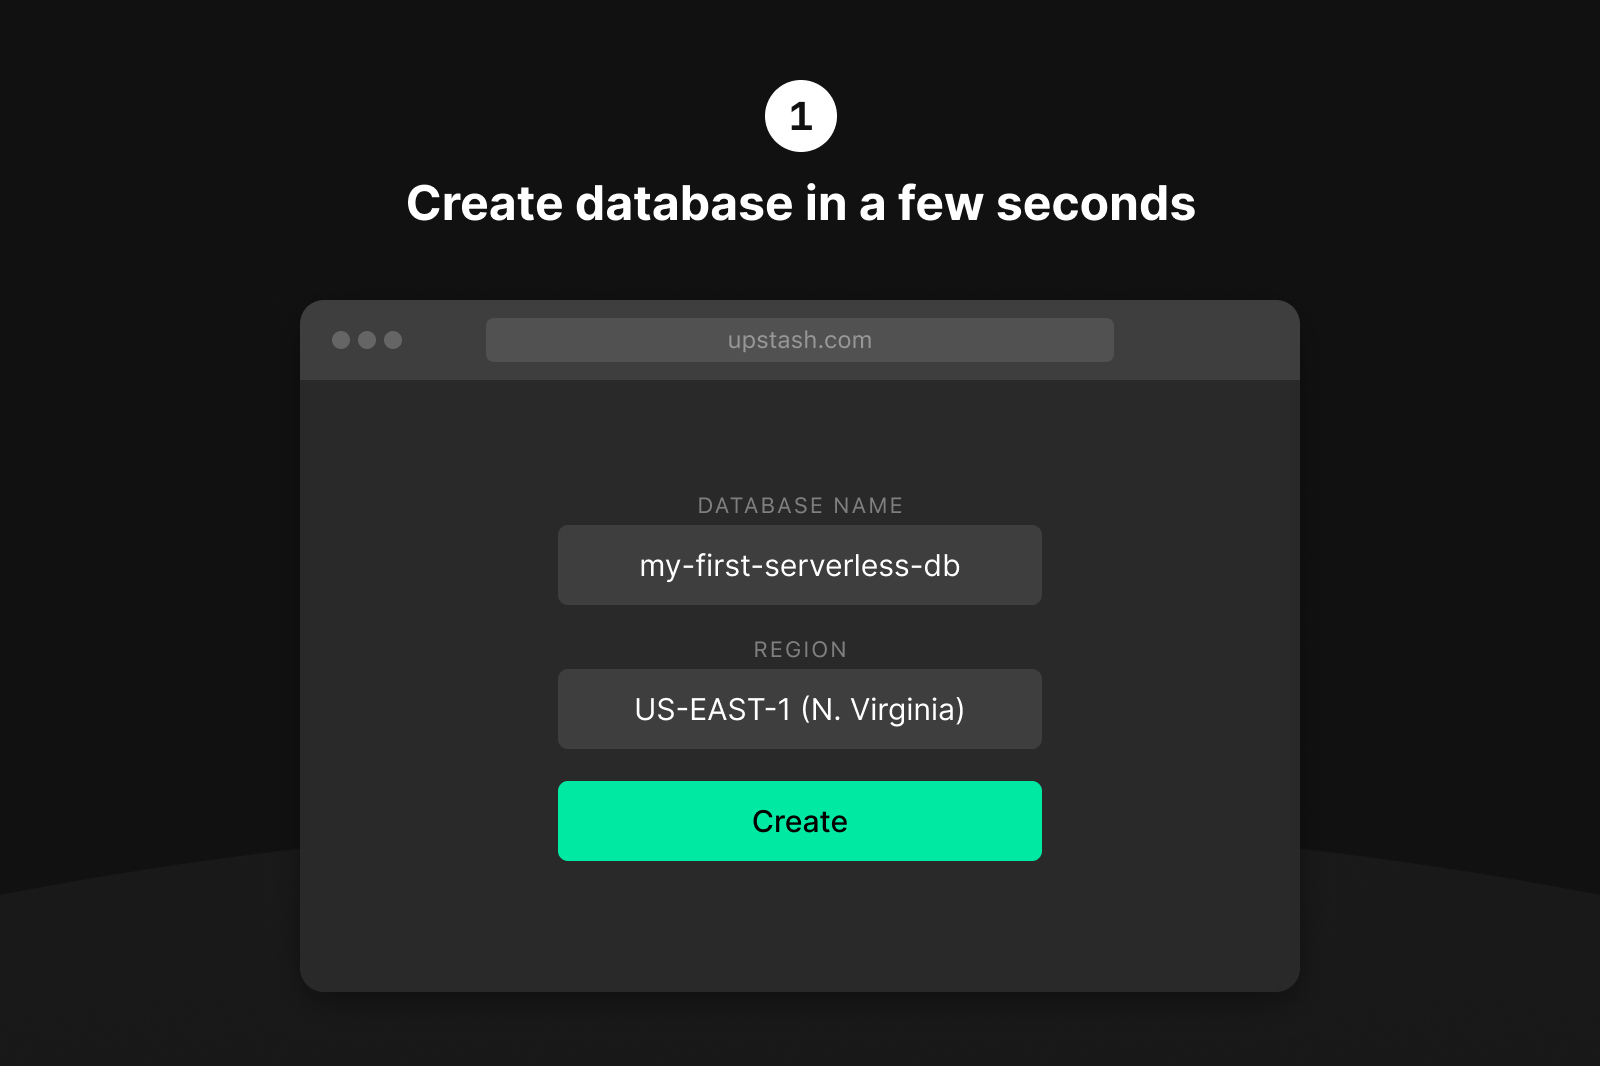 1
Create database in a few seconds
upstash.com
DATABASE NAME
my-first-serverless-db
REGION
US-EAST-1 (N. Virginia)
Create